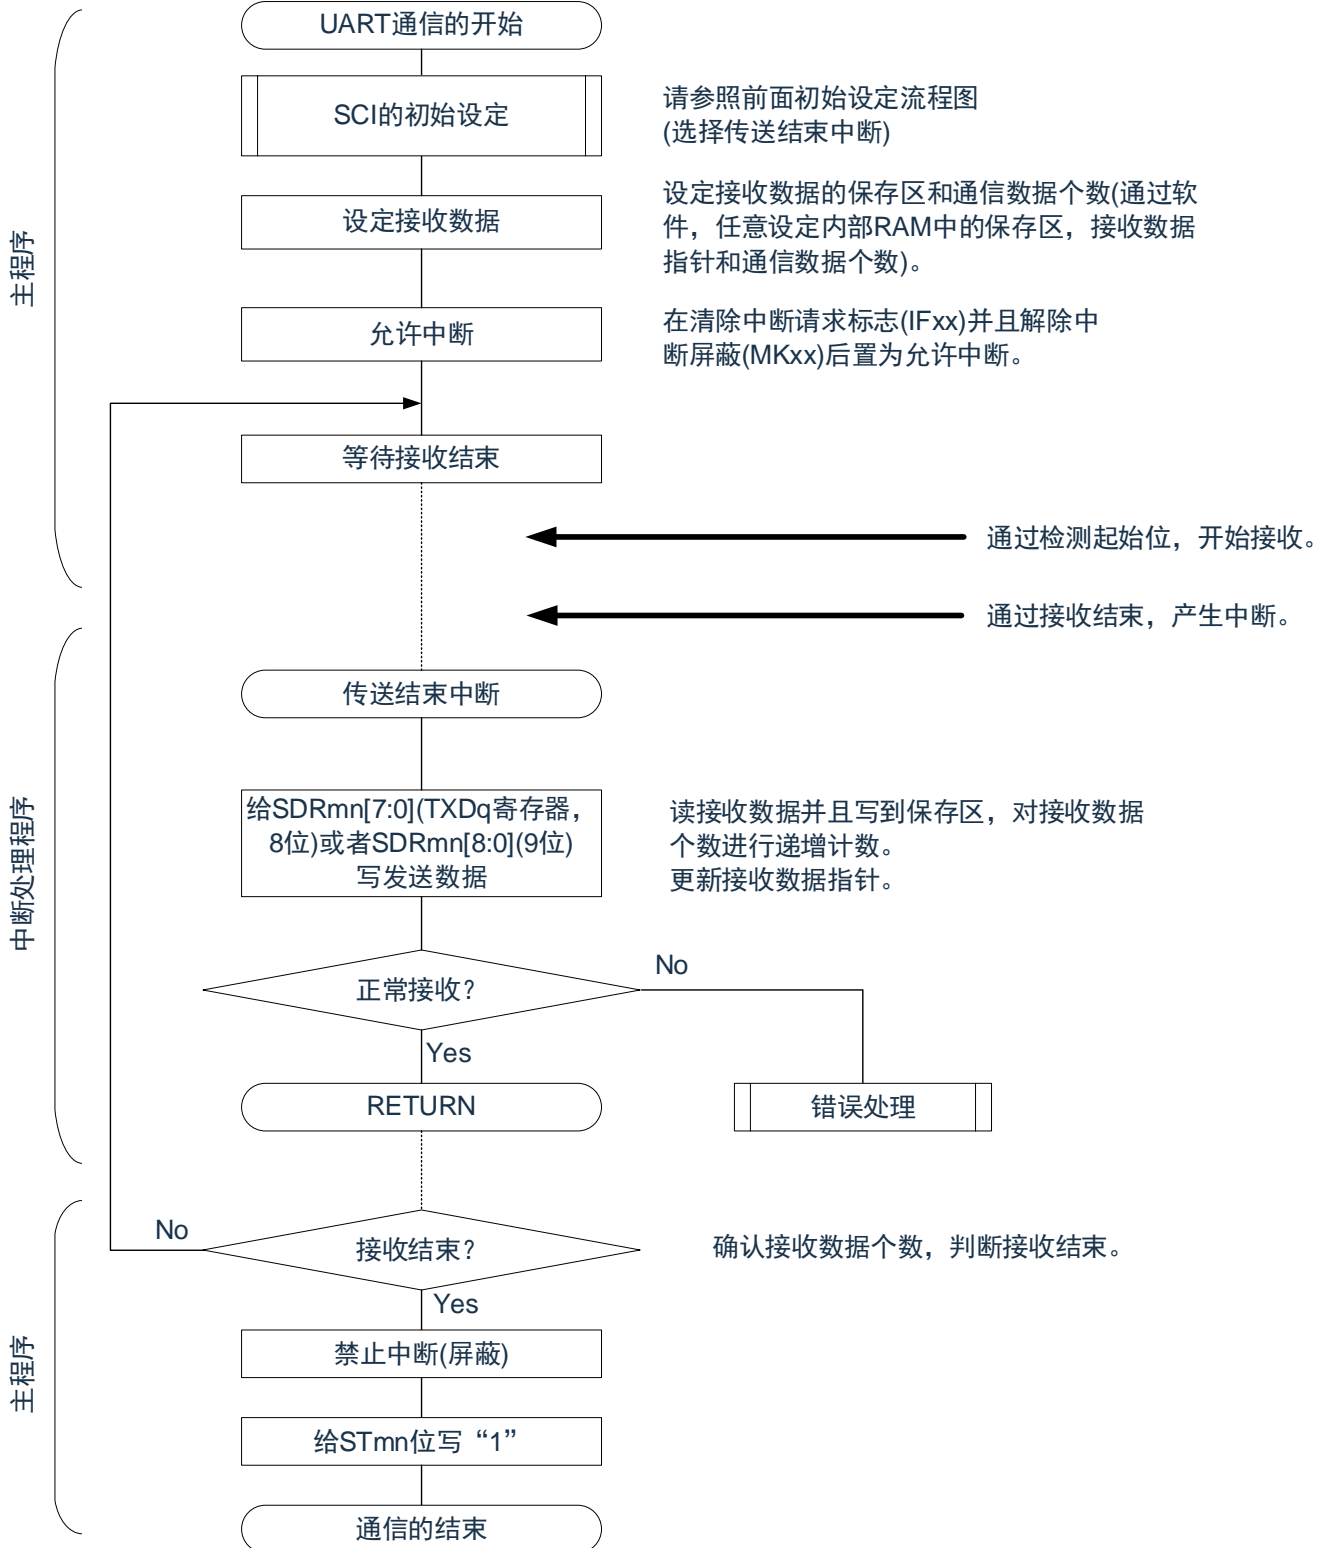 UART通信的开始
SCI的初始设定
请参照前面初始设定流程图
(选择传送结束中断)
设定接收数据
设定接收数据的保存区和通信数据个数(通过软
件，任意设定内部RAM中的保存区，接收数据
指针和通信数据个数)。
主程序
允许中断
在清除中断请求标志(IFxx)并且解除中
断屏蔽(MKxx)后置为允许中断。
等待接收结束
通过检测起始位，开始接收。
通过接收结束，产生中断。
传送结束中断
中断处理程序
给SDRmn[7:0](TXDq寄存器，
8位)或者SDRmn[8:0](9位)
写发送数据
读接收数据并且写到保存区，对接收数据
个数进行递增计数。
更新接收数据指针。
正常接收？
No
Yes
RETURN
错误处理
No
接收结束？
确认接收数据个数，判断接收结束。
Yes
主程序
禁止中断(屏蔽)
给STmn位写“1”
通信的结束